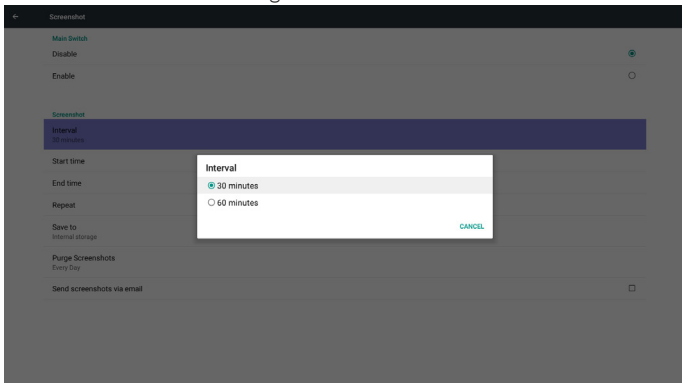 Screenshot
Main Switch
Disable
Enable
Screenshot
Interval
30 minutes
Start time
End time
Repeat
Save to
Internal storage
Purge Screenshots
Every Day
Send screenshots via email
Interval
30 minutes
60 minutes
CANCEL